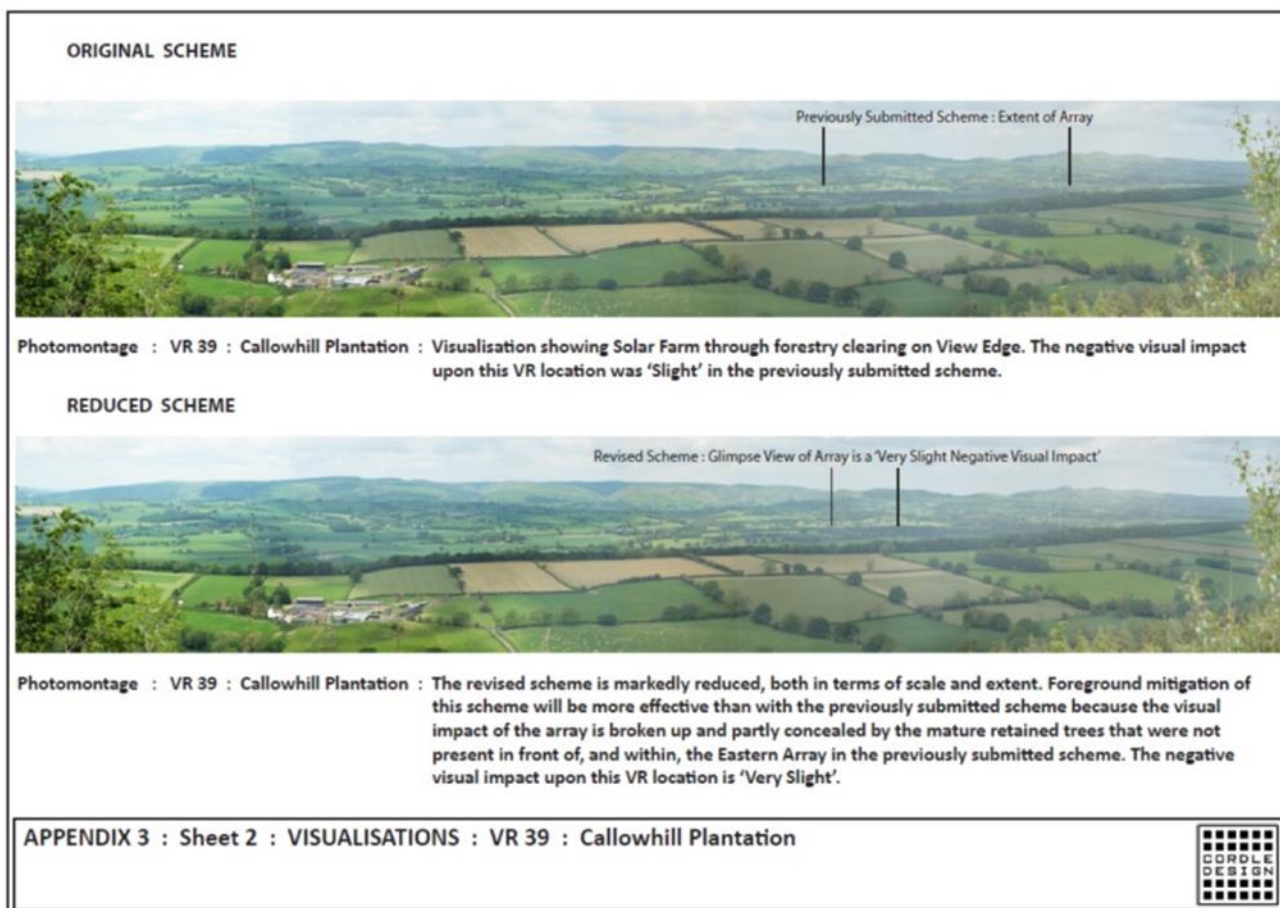 ORIGINAL SCHEME
Previously Submitted Scheme : Extent of Array
Photomontage : VR 39 : Callowhill Plantation : Visualisation showing Solar Farm through forestry clearing on View Edge. The negative visual impact
upon this VR location was ‘Slight’ in the previously submitted scheme.
REDUCED SCHEME
Revised Scheme : Glimpse View of Array is a ‘Very Slight Negative Visual Impact’
Photomontage : VR 39 : Callowhill Plantation : The revised scheme is markedly reduced, both in terms of scale and extent. Foreground mitigation of
this scheme will be more effective than with the previously submitted scheme because the visual
impact of the array is broken up and partly concealed by the mature retained trees that were not
present in front of, and within, the Eastern Array in the previously submitted scheme. The negative
visual impact upon this VR location is ‘Very Slight’.
APPENDIX 3 : Sheet 2 : VISUALISATIONS : VR 39 : Callowhill Plantation
CORDLE
DESIGN